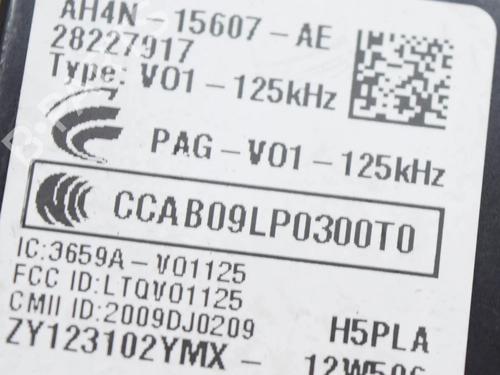 AH4N-15607-AE
28227917
Type: V01-125kHz
PAG-V01-125kHz
CCAB09LP0300T0
IC:3659A-V01125
FCC ID:LTQV01125
CMII ID:2009DJ0209
H5PLA
ZY123102YMX-